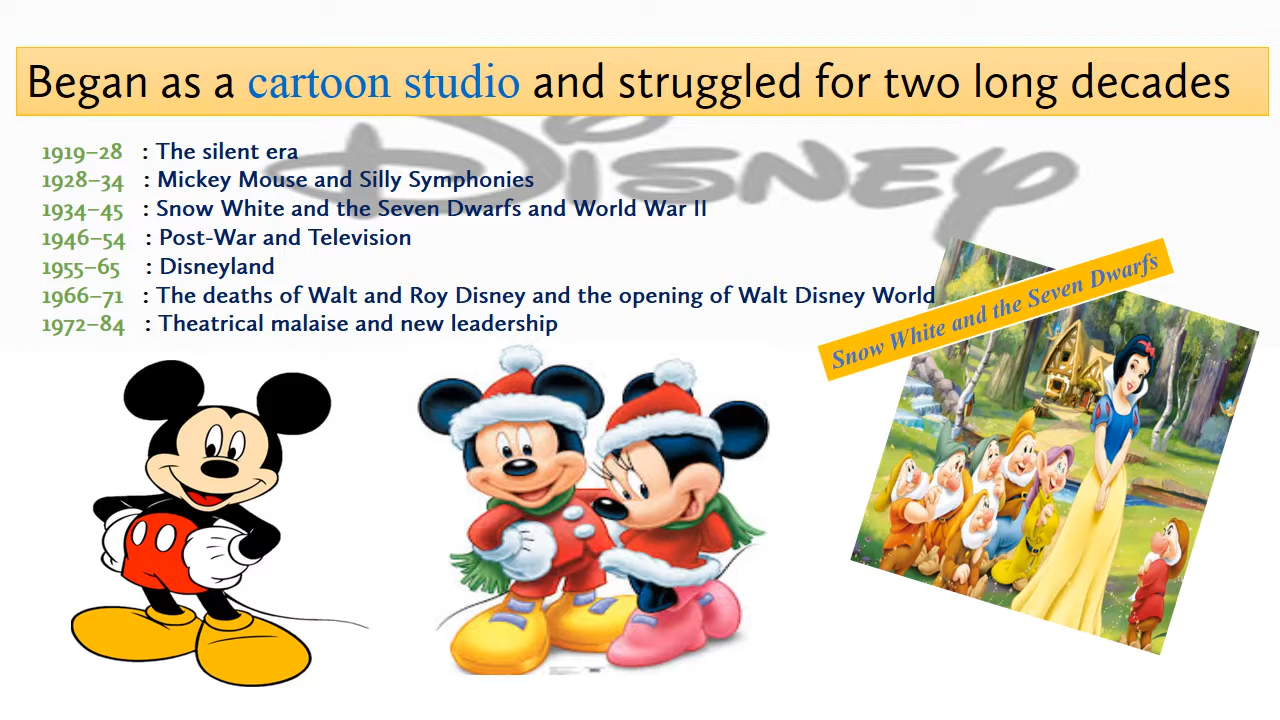 Began as a cartoon studio and struggled for two long decades
DISNEY
1919–28 : The silent era
1928–34 : Mickey Mouse and Silly Symphonies
1934–45 : Snow White and the Seven Dwarfs and World War II
1946–54 : Post-War and Television
1955–65 : Disneyland
1966–71 : The deaths of Walt and Roy Disney and the opening of Walt Disney World
1972–84 : Theatrical malaise and new leadership
Snow White and the Seven Dwarfs